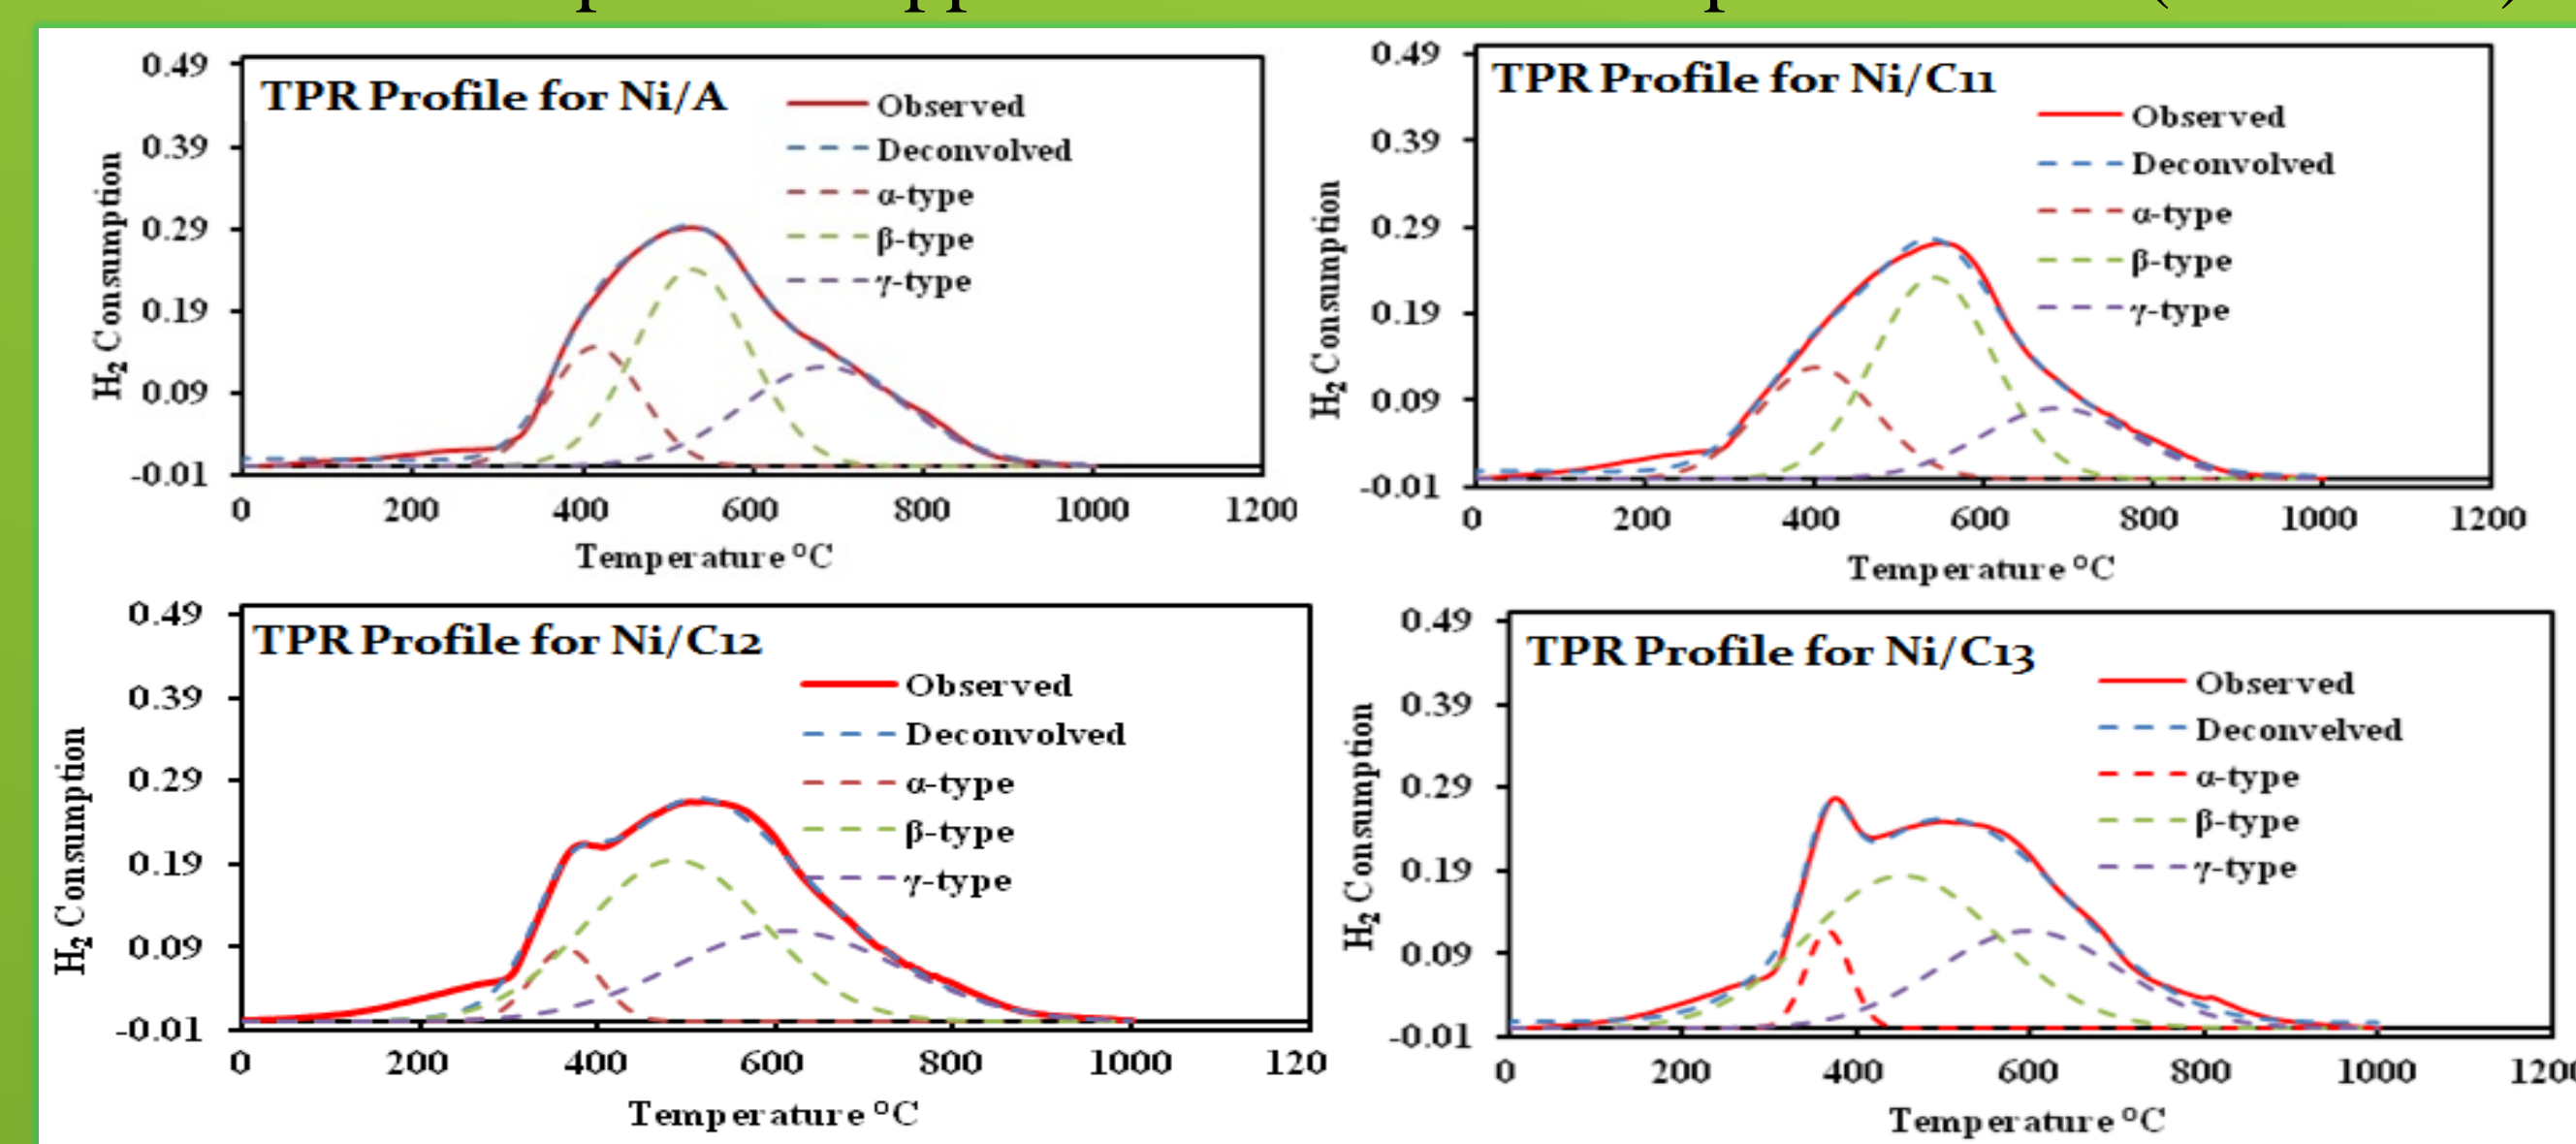 TPR Profile for Ni/A
Observed
Deconvolved
α-type
β-type
γ-type
0.49
0.39
0.29
0.19
0.09
-0.01
H₂ Consumption
0 200 400 600 800 1000 1200
Temperature ºC
TPR Profile for Ni/C11
Observed
Deconvolved
α-type
β-type
γ-type
0.49
0.39
0.29
0.19
0.09
-0.01
H₂ Consumption
0 200 400 600 800 1000 1200
Temperature ºC
TPR Profile for Ni/C12
Observed
Deconvolved
α-type
β-type
γ-type
0.49
0.39
0.29
0.19
0.09
-0.01
H₂ Consumption
0 200 400 600 800 1000 120
Temperature ºC
TPR Profile for Ni/C13
Observed
Deconvelved
α-type
β-type
γ-type
0.49
0.39
0.29
0.19
0.09
-0.01
H₂ Consumption
0 200 400 600 800 1000 120
Temperature ºC